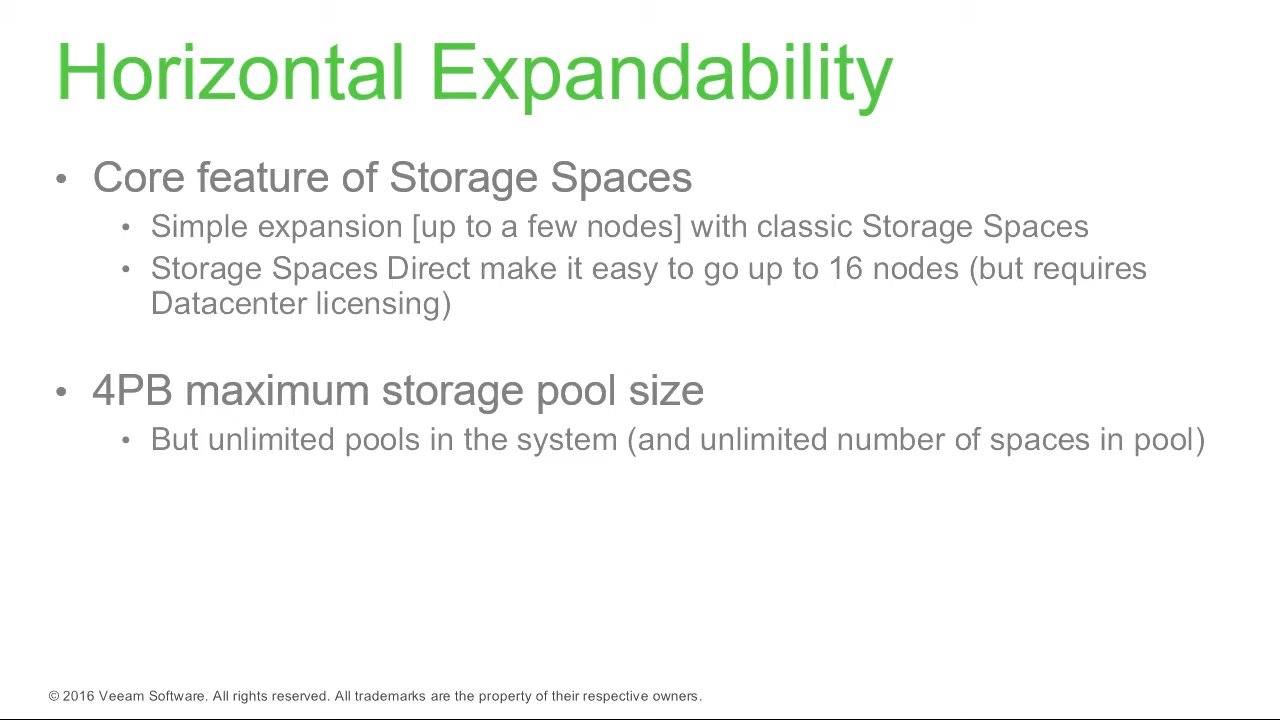 Horizontal Expandability
• Core feature of Storage Spaces
• Simple expansion [up to a few nodes] with classic Storage Spaces
• Storage Spaces Direct make it easy to go up to 16 nodes (but requires
Datacenter licensing)
• 4PB maximum storage pool size
• But unlimited pools in the system (and unlimited number of spaces in pool)
© 2016 Veeam Software. All rights reserved. All trademarks are the property of their respective owners.